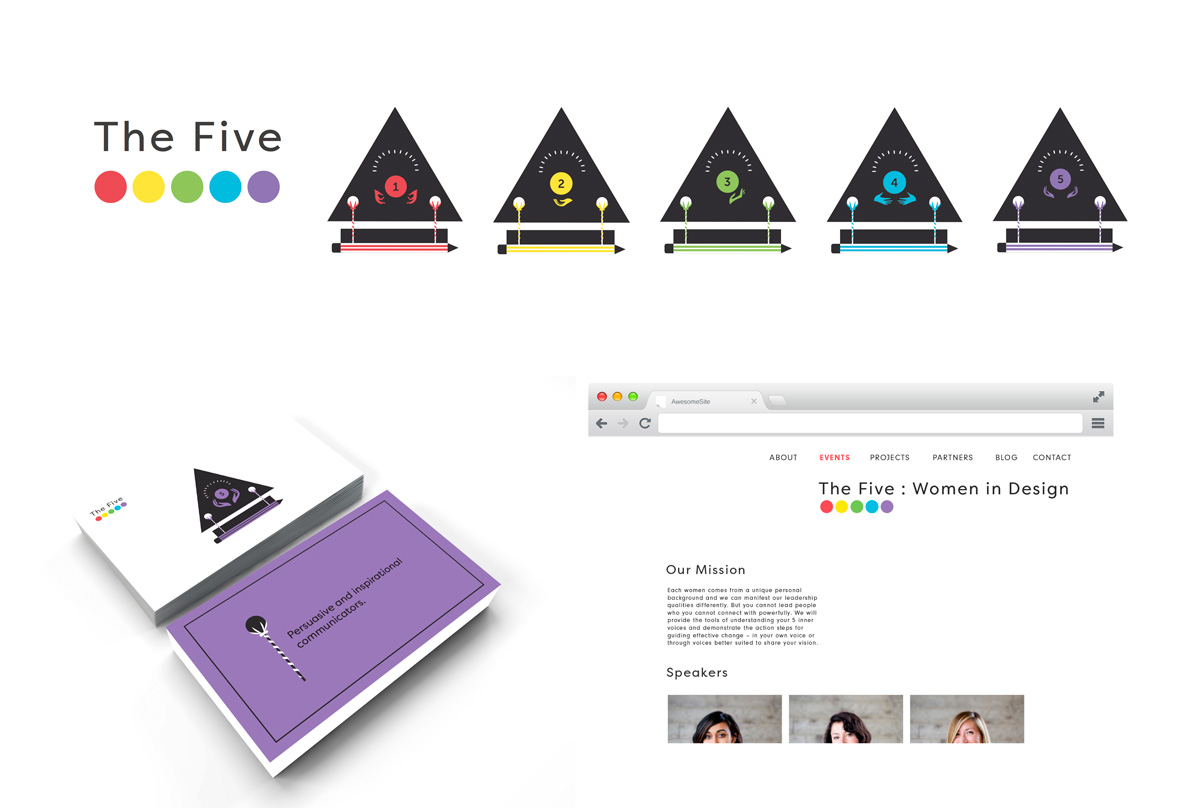 The Five
1
2
3
4
5
AwesomeSite
ABOUT EVENTS PROJECTS PARTNERS BLOG CONTACT
The Five : Women in Design
Our Mission
Each women comes from a unique personal
background and we can manifest our leadership
qualities differently. But you cannot lead people
who you cannot connect with powerfully. We will
provide the tools of understanding your 5 inner
voices and demonstrate the action steps for
guiding effective change – in your own voice or
through voices better suited to share your vision.
Speakers
The Five
5
Persuasive and inspirational
communicators.